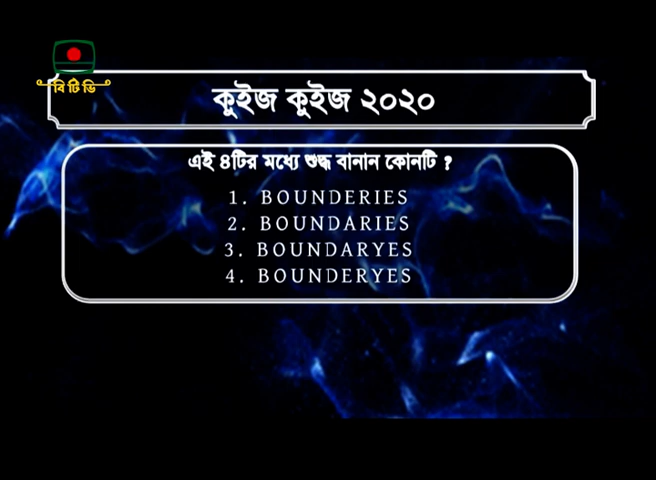 বিটিভি
কুইজ কুইজ ২০২০
এই ৪টির মধ্যে শুদ্ধ বানান কোনটি ?
1. BOUNDERIES
2. BOUNDARIES
3. BOUNDARYES
4. BOUNDERYES